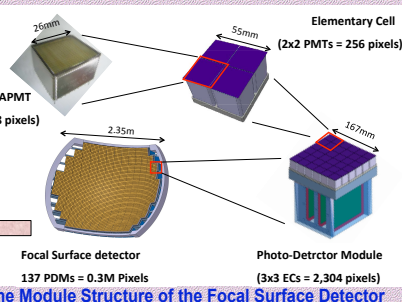 26mm
55mm
Elementary Cell
(2x2 PMTs = 256 pixels)
APMT
pixels)
2.35m
167mm
Focal Surface detector
137 PDMs = 0.3M Pixels
Photo-Detrctor Module
(3x3 ECs = 2,304 pixels)
Module Structure of the Focal Surface Detector